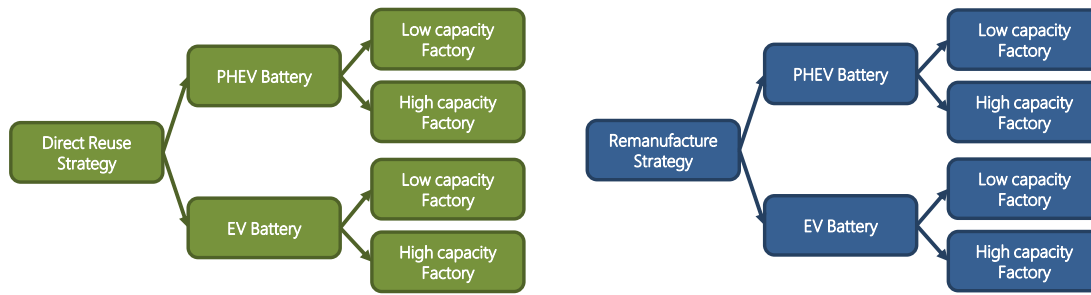 Direct Reuse
Strategy
PHEV Battery
Low capacity
Factory
High capacity
Factory
EV Battery
Low capacity
Factory
High capacity
Factory
Remanufacture
Strategy
PHEV Battery
Low capacity
Factory
High capacity
Factory
EV Battery
Low capacity
Factory
High capacity
Factory